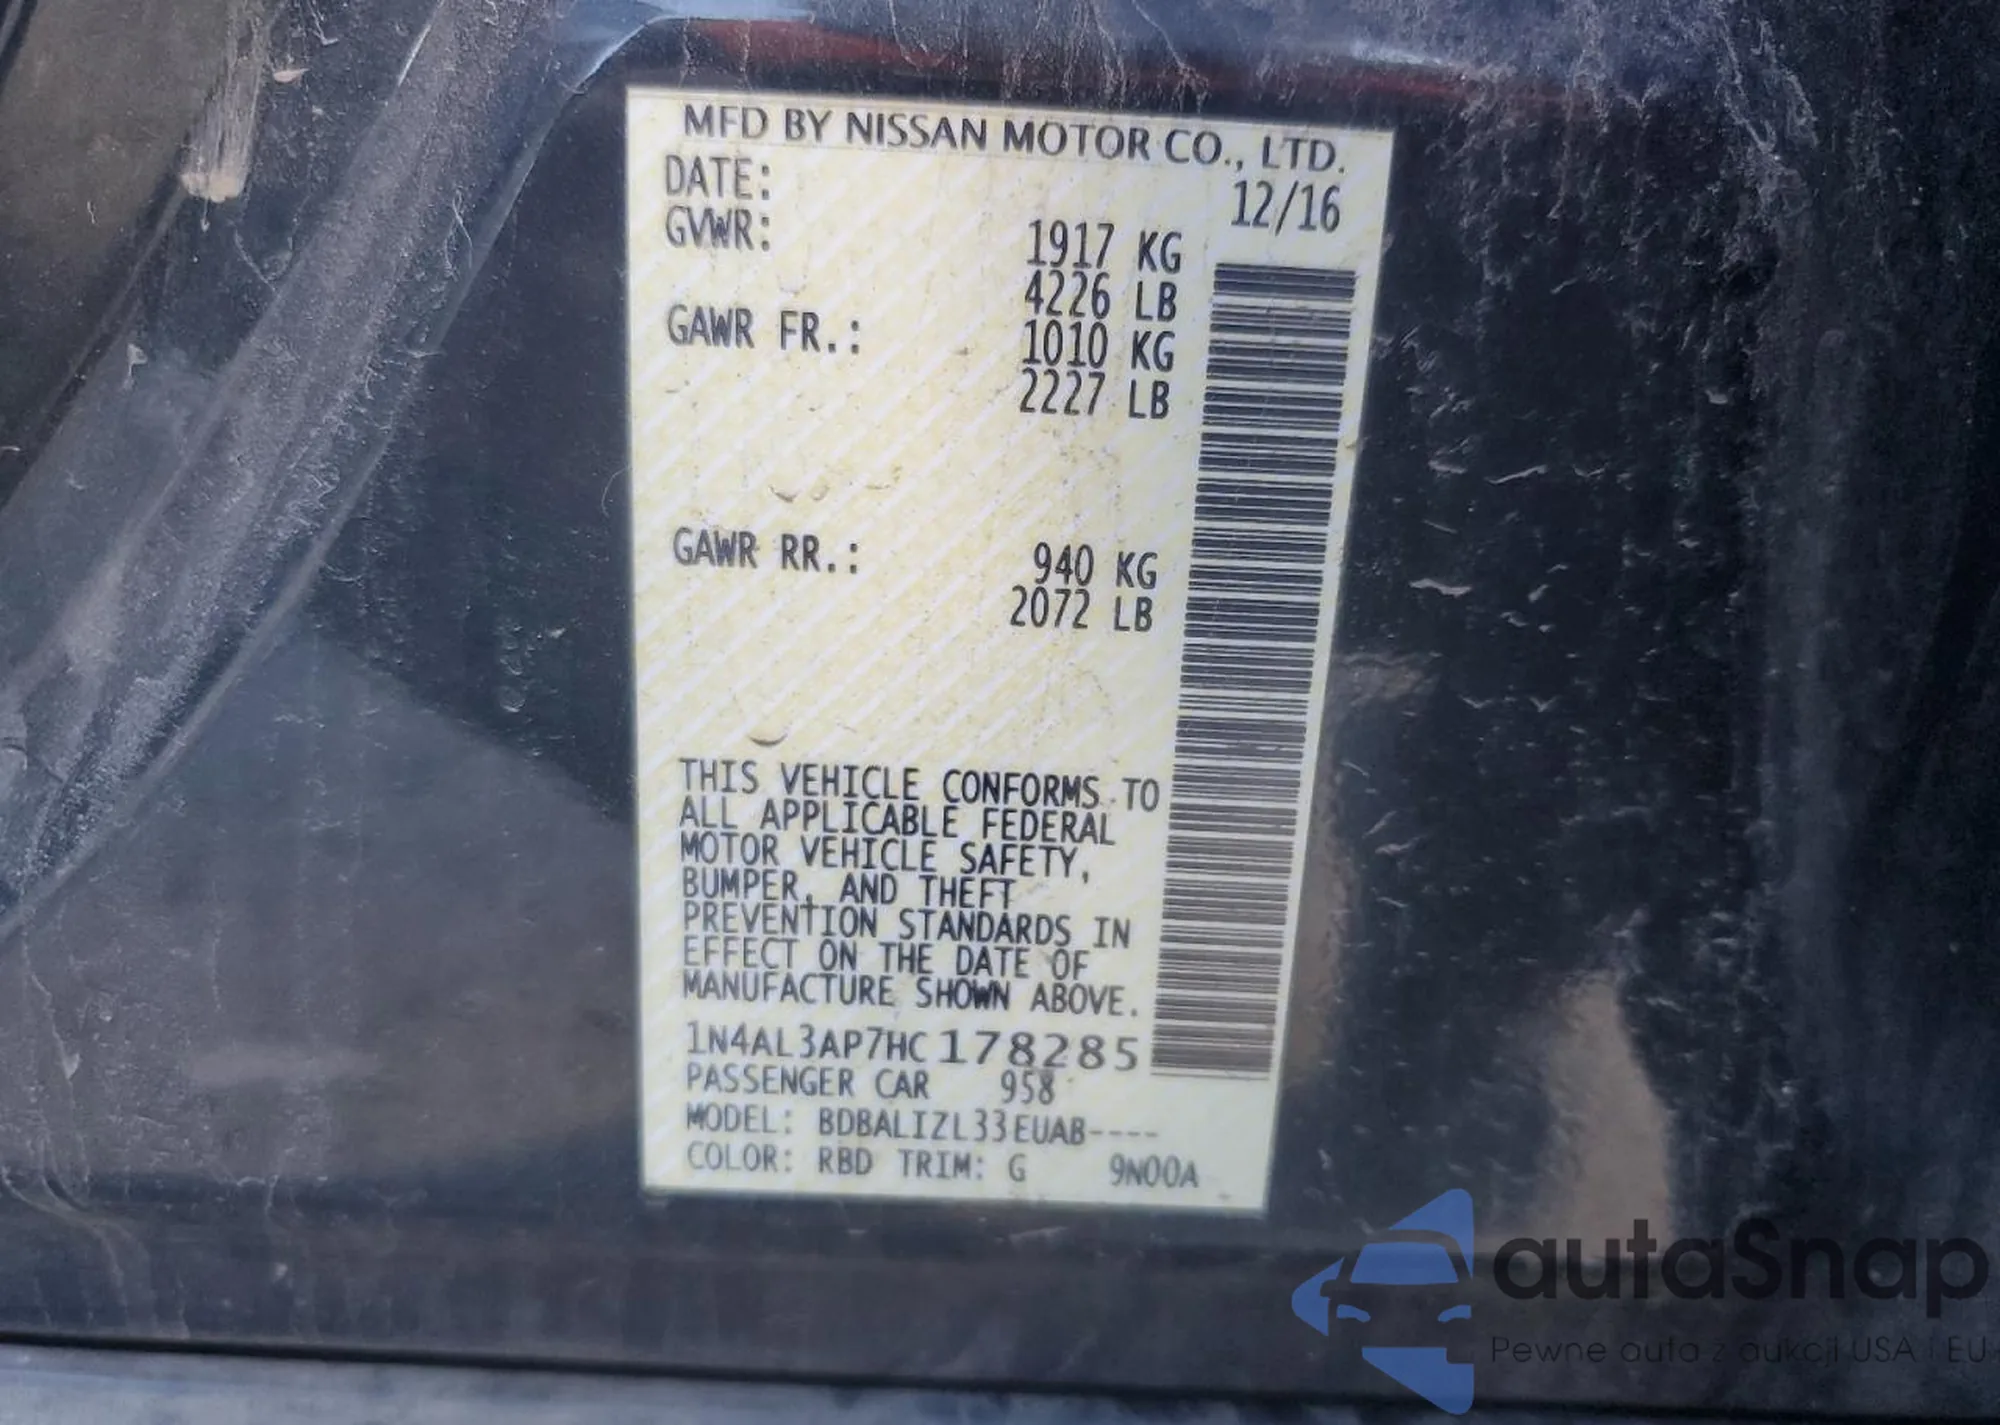 MFD BY NISSAN MOTOR CO., LTD.
DATE: 12/16
GVWR: 1917 KG
4226 LB
GAWR FR.: 1010 KG
2227 LB
GAWR RR.: 940 KG
2072 LB
THIS VEHICLE CONFORMS TO
ALL APPLICABLE FEDERAL
MOTOR VEHICLE SAFETY,
BUMPER, AND THEFT
PREVENTION STANDARDS IN
EFFECT ON THE DATE OF
MANUFACTURE SHOWN ABOVE.
1N4AL3AP7HC178285
PASSENGER CAR 958
MODEL: BDBALIZL33EUAB----
COLOR: RBD TRIM: G 9N00A
autaSnap
Pewne auta z aukcji USA i EU